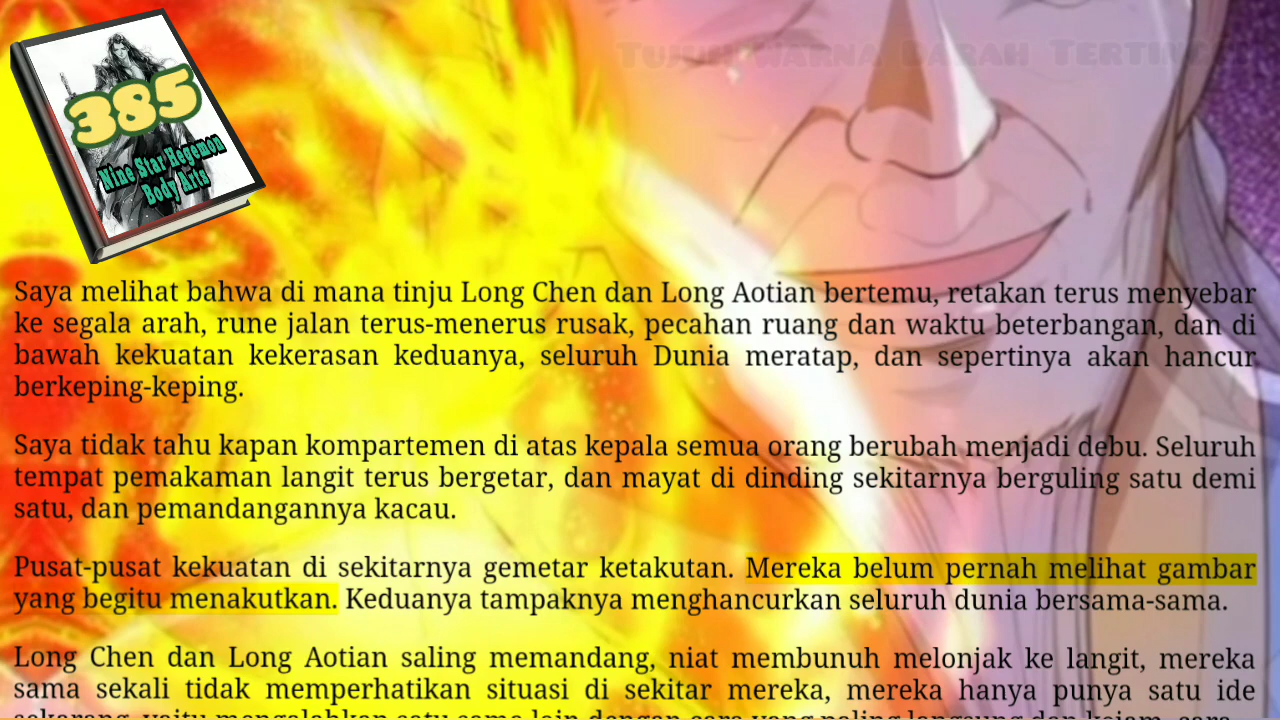 385
Nine Star Hegemon
Body Arts
Saya melihat bahwa di mana tinju Long Chen dan Long Aotian bertemu, retakan terus menyebar
ke segala arah, rune jalan terus-menerus rusak, pecahan ruang dan waktu beterbangan, dan di
bawah kekuatan kekerasan keduanya, seluruh Dunia meratap, dan sepertinya akan hancur
berkeping-keping.
Saya tidak tahu kapan kompartemen di atas kepala semua orang berubah menjadi debu. Seluruh
tempat pemakaman langit terus bergetar, dan mayat di dinding sekitarnya berguling satu demi
satu, dan pemandangannya kacau.
Pusat-pusat kekuatan di sekitarnya gemetar ketakutan. Mereka belum pernah melihat gambar
yang begitu menakutkan. Keduanya tampaknya menghancurkan seluruh dunia bersama-sama.
Long Chen dan Long Aotian saling memandang, niat membunuh melonjak ke langit, mereka
sama sekali tidak memperhatikan situasi di sekitar mereka, mereka hanya punya satu ide